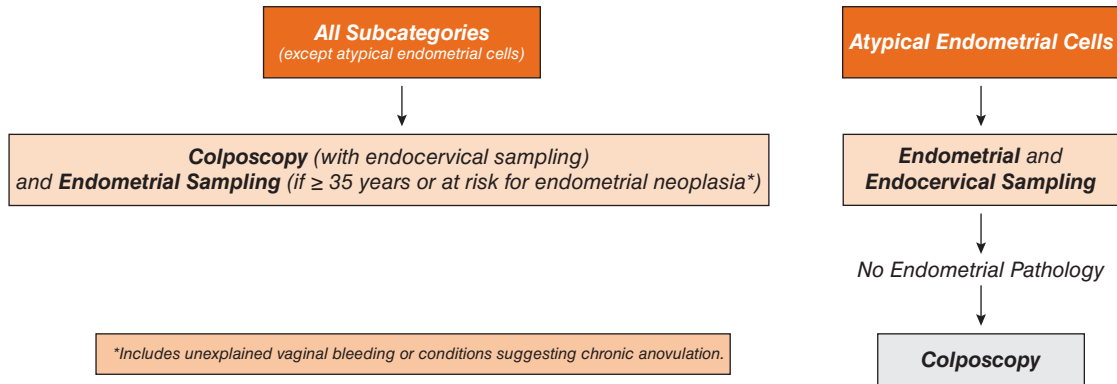 All Subcategories
(except atypical endometrial cells)
Colposcopy (with endocervical sampling)
and Endometrial Sampling (if ≥ 35 years or at risk for endometrial neoplasia*)
*Includes unexplained vaginal bleeding or conditions suggesting chronic anovulation.
Atypical Endometrial Cells
Endometrial and
Endocervical Sampling
No Endometrial Pathology
Colposcopy